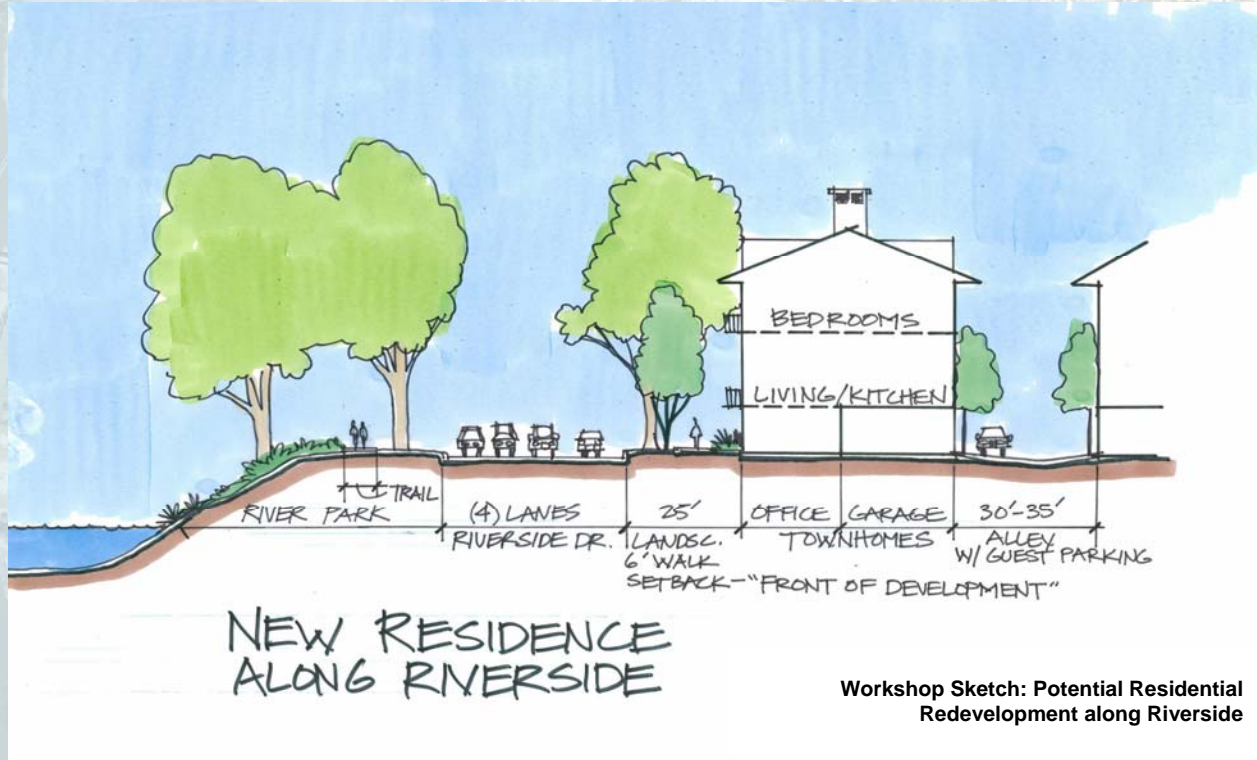 BEDROOMS
LIVING/KITCHEN
TRAIL
RIVER PARK
(4) LANES
RIVERSIDE DR.
25'
LANDSC.
6' WALK
SETBACK-"FRONT OF DEVELOPMENT"
OFFICE
GARAGE
TOWNHOMES
30'-35'
ALLEY
W/ GUEST PARKING
NEW RESIDENCE
ALONG RIVERSIDE
Workshop Sketch: Potential Residential
Redevelopment along Riverside